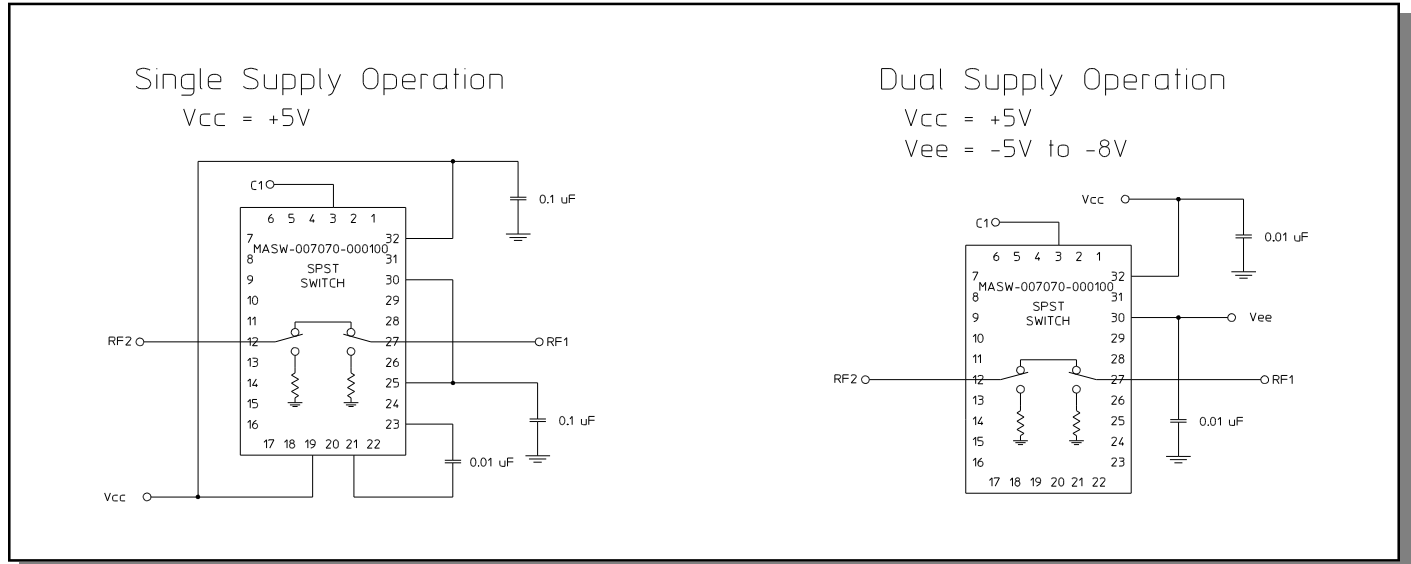 Single Supply Operation
Vcc = +5V
C1
0.1 uF
6 5 4 3 2 1
7 32
MASW-007070-000100
8 31
SPST
9 30
SWITCH
10 29
11 28
RF2 12 27 RF1
13 26
14 25
15 24
16 23
0.1 uF
17 18 19 20 21 22
0.01 uF
Vcc
Dual Supply Operation
Vcc = +5V
Vee = -5V to -8V
Vcc
C1
0.01 uF
6 5 4 3 2 1
7 32
MASW-007070-000100
8 31
SPST
9 30 Vee
SWITCH
10 29
11 28
RF2 12 27 RF1
13 26
14 25 0.01 uF
15 24
16 23
17 18 19 20 21 22